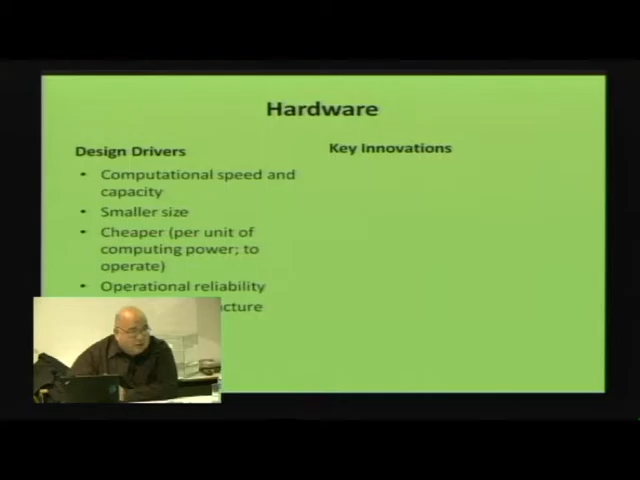 Hardware
Design Drivers
• Computational speed and
capacity
• Smaller size
• Cheaper (per unit of
computing power; to
operate)
• Operational reliability
Key Innovations